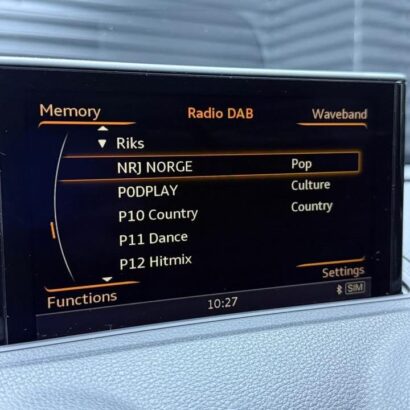 Memory Radio DAB Waveband
▼ Riks
NRJ NORGE Pop
PODPLAY Culture
P10 Country Country
P11 Dance
P12 Hitmix
Functions Settings
10:27 SIM